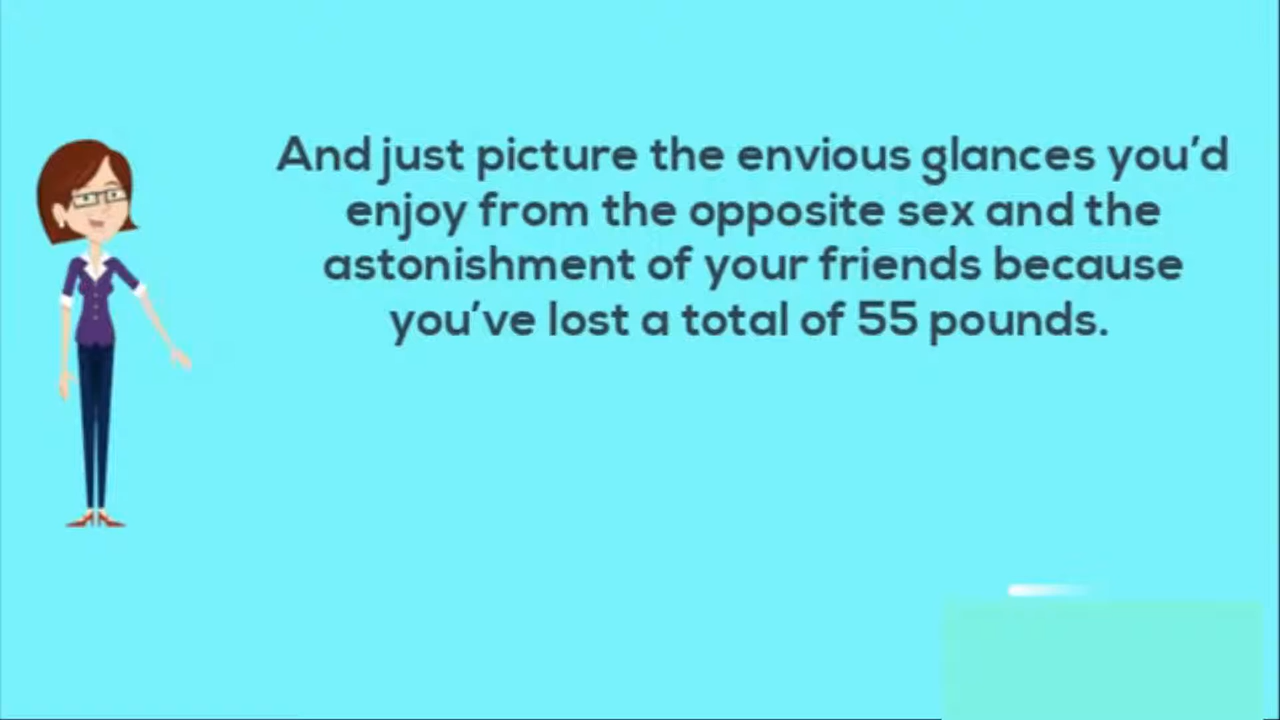 And just picture the envious glances you'd
enjoy from the opposite sex and the
astonishment of your friends because
you've lost a total of 55 pounds.